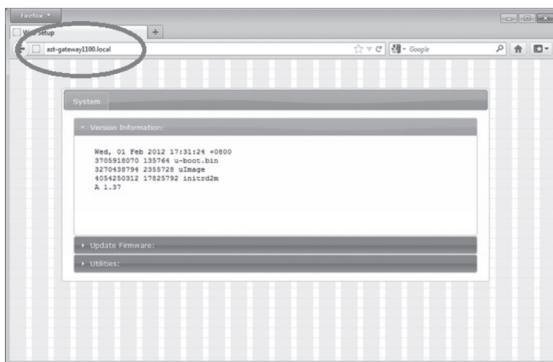 Firefox
Web Setup
ast-gateway1100.local
Google
System
Version Information:
Wed, 01 Feb 2012 17:31:24 +0800
3705918070 135764 u-boot.bin
3270438794 2355728 uImage
4054250312 17825792 initrd2m
A 1.37
Update Firmware:
Utilities: